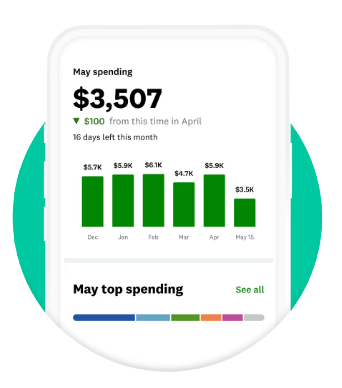 May spending
$3,507
▼ $100 from this time in April
16 days left this month
$5.7K $5.9K $6.1K $4.7K $5.9K $3.5K
Dec Jan Feb Mar Apr May 15
May top spending See all